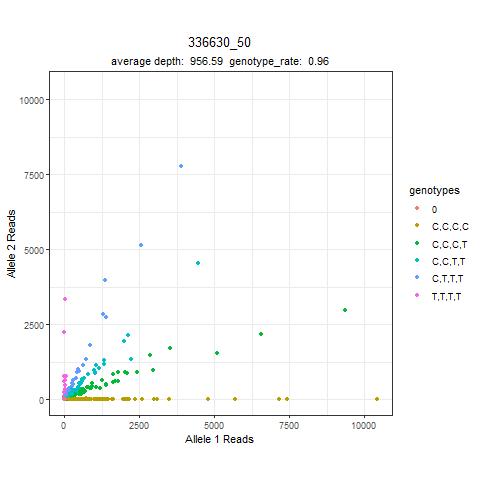 336630_50
average depth:  956.59  genotype_rate:  0.96
10000
7500
5000
2500
0
Allele 2 Reads
0
2500
5000
7500
10000
Allele 1 Reads
genotypes
0
C,C,C,C
C,C,C,T
C,C,T,T
C,T,T,T
T,T,T,T